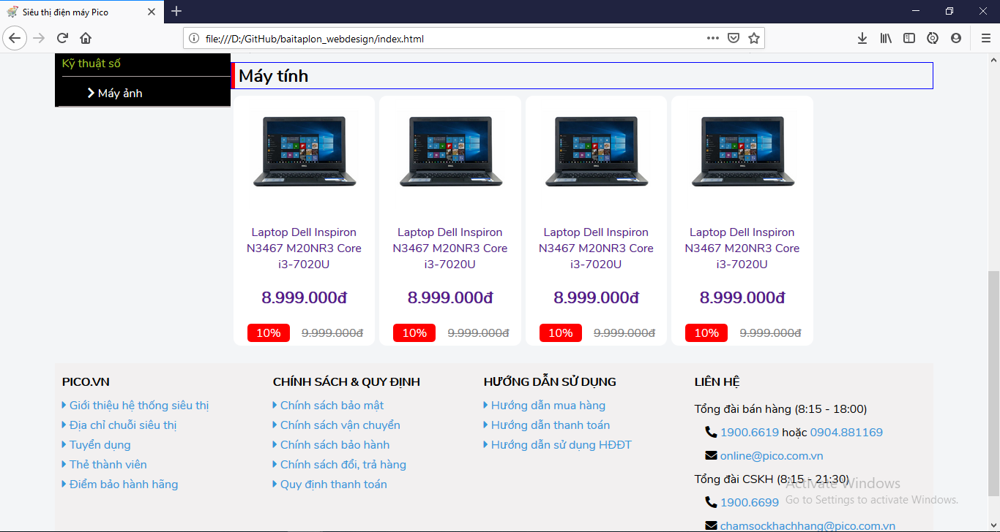 Siêu thị điện máy Pico
file:///D:/GitHub/baitaplon_webdesign/index.html
Kỹ thuật số
Máy ảnh
Máy tính
Laptop Dell Inspiron
N3467 M20NR3 Core
i3-7020U
8.999.000đ
10% 9.999.000đ
Laptop Dell Inspiron
N3467 M20NR3 Core
i3-7020U
8.999.000đ
10% 9.999.000đ
Laptop Dell Inspiron
N3467 M20NR3 Core
i3-7020U
8.999.000đ
10% 9.999.000đ
Laptop Dell Inspiron
N3467 M20NR3 Core
i3-7020U
8.999.000đ
10% 9.999.000đ
PICO.VN
Giới thiệu hệ thống siêu thị
Địa chỉ chuỗi siêu thị
Tuyển dụng
Thẻ thành viên
Điểm bảo hành hãng
CHÍNH SÁCH & QUY ĐỊNH
Chính sách bảo mật
Chính sách vận chuyển
Chính sách bảo hành
Chính sách đổi, trả hàng
Quy định thanh toán
HƯỚNG DẪN SỬ DỤNG
Hướng dẫn mua hàng
Hướng dẫn thanh toán
Hướng dẫn sử dụng HĐĐT
LIÊN HỆ
Tổng đài bán hàng (8:15 - 18:00)
1900.6619 hoặc 0904.881169
online@pico.com.vn
Tổng đài CSKH (8:15 - 21:30)
1900.6699
chamsockhachhang@pico.com.vn
Activate Windows
Go to Settings to activate Windows.